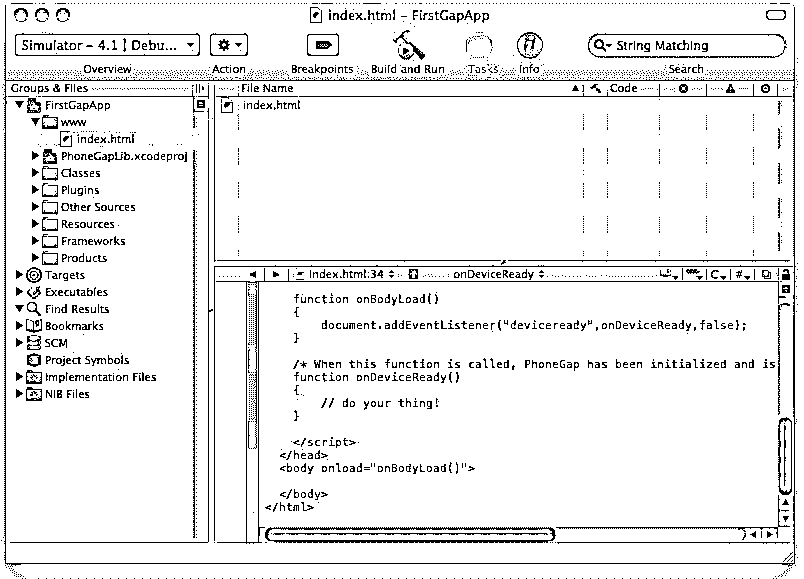 index.html – FirstGapApp
Simulator – 4.1 | Debu...
String Matching
Overview
Action
Breakpoints
Build and Run
Tasks
Info
Search
Groups & Files
File Name
Code
FirstGapApp
index.html
www
index.html
PhoneGapLib.xcodeproj
Classes
Plugins
Other Sources
Resources
Frameworks
Products
Targets
Executables
Find Results
Bookmarks
SCM
Project Symbols
Implementation Files
NIB Files
index.html:34
onDeviceReady
C
#
function onBodyLoad()
{
document.addEventListener("deviceready",onDeviceReady,false);
}
/* When this function is called, PhoneGap has been initialized and is
function onDeviceReady()
{
// do your thing!
}
</script>
</head>
<body onload="onBodyLoad()">
</body>
</html>